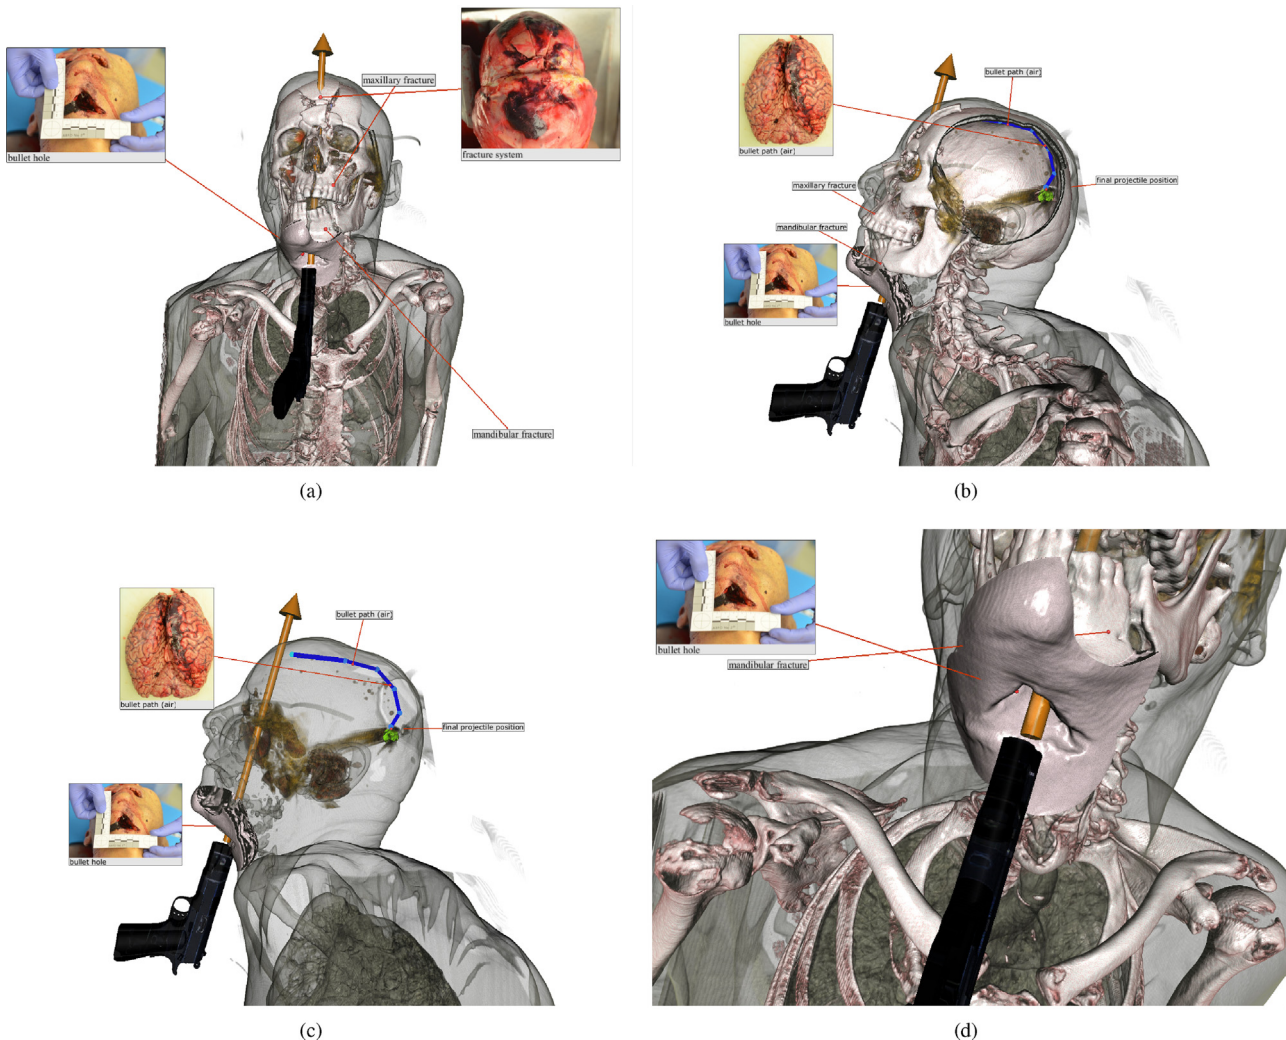 maxillary fracture
bullet hole
fracture system
mandibular fracture
(a)
bullet path (air)
bullet path (air)
maxillary fracture
final projectile position
mandibular fracture
bullet hole
(b)
bullet path (air)
bullet path (air)
final projectile position
bullet hole
(c)
bullet hole
mandibular fracture
(d)